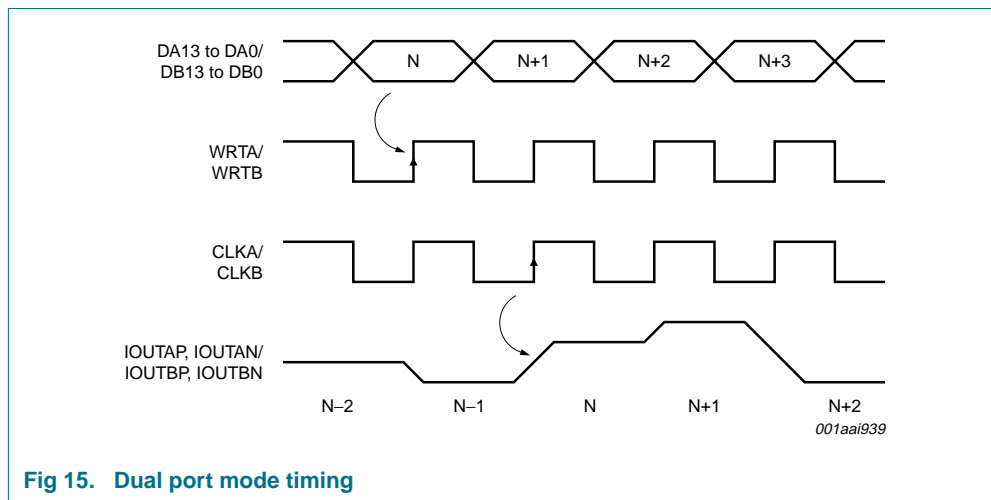 DA13 to DA0/
DB13 to DB0
N
N+1
N+2
N+3
WRTA/
WRTB
CLKA/
CLKB
IOUTAP, IOUTAN/
IOUTBP, IOUTBN
N−2
N−1
N
N+1
N+2
001aai939
Fig 15. Dual port mode timing